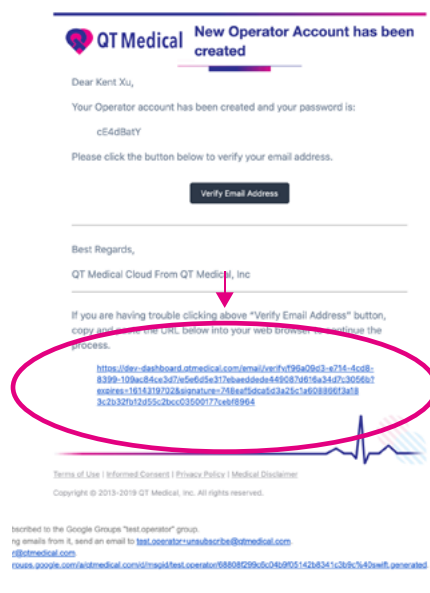 QT Medical
New Operator Account has been
created
Dear Kent Xu,
Your Operator account has been created and your password is:
cE4dBatY
Please click the button below to verify your email address.
Verify Email Address
Best Regards,
QT Medical Cloud From QT Medical, Inc
If you are having trouble clicking above "Verify Email Address" button,
copy and the URL below into your web browser to continue the
process.
https://dev-dashboard.qtmedical.com/email/verify/f96a09d3-e714-4cd8-
8399-109ac84ce3d7/e5e6d5e317ebaeddede449087d616a34d7c3056b?
expires=1614319702&signature=748eaf5dca5d3a25c1a608866f3a18
3c2b32fb12d55c2bcc03500177cebf8964
Terms of Use | Informed Consent | Privacy Policy | Medical Disclaimer
Copyright © 2013-2019 QT Medical, Inc. All rights reserved.
bscribed to the Google Groups "test.operator" group.
ng emails from it, send an email to test.operator+unsubscribe@qtmedical.com.
r@qtmedical.com.
roups.google.com/a/qtmedical.com/d/msgid/test.operator/68808f299c6c04b9f05142b8341c3b9c%40swift.generated.